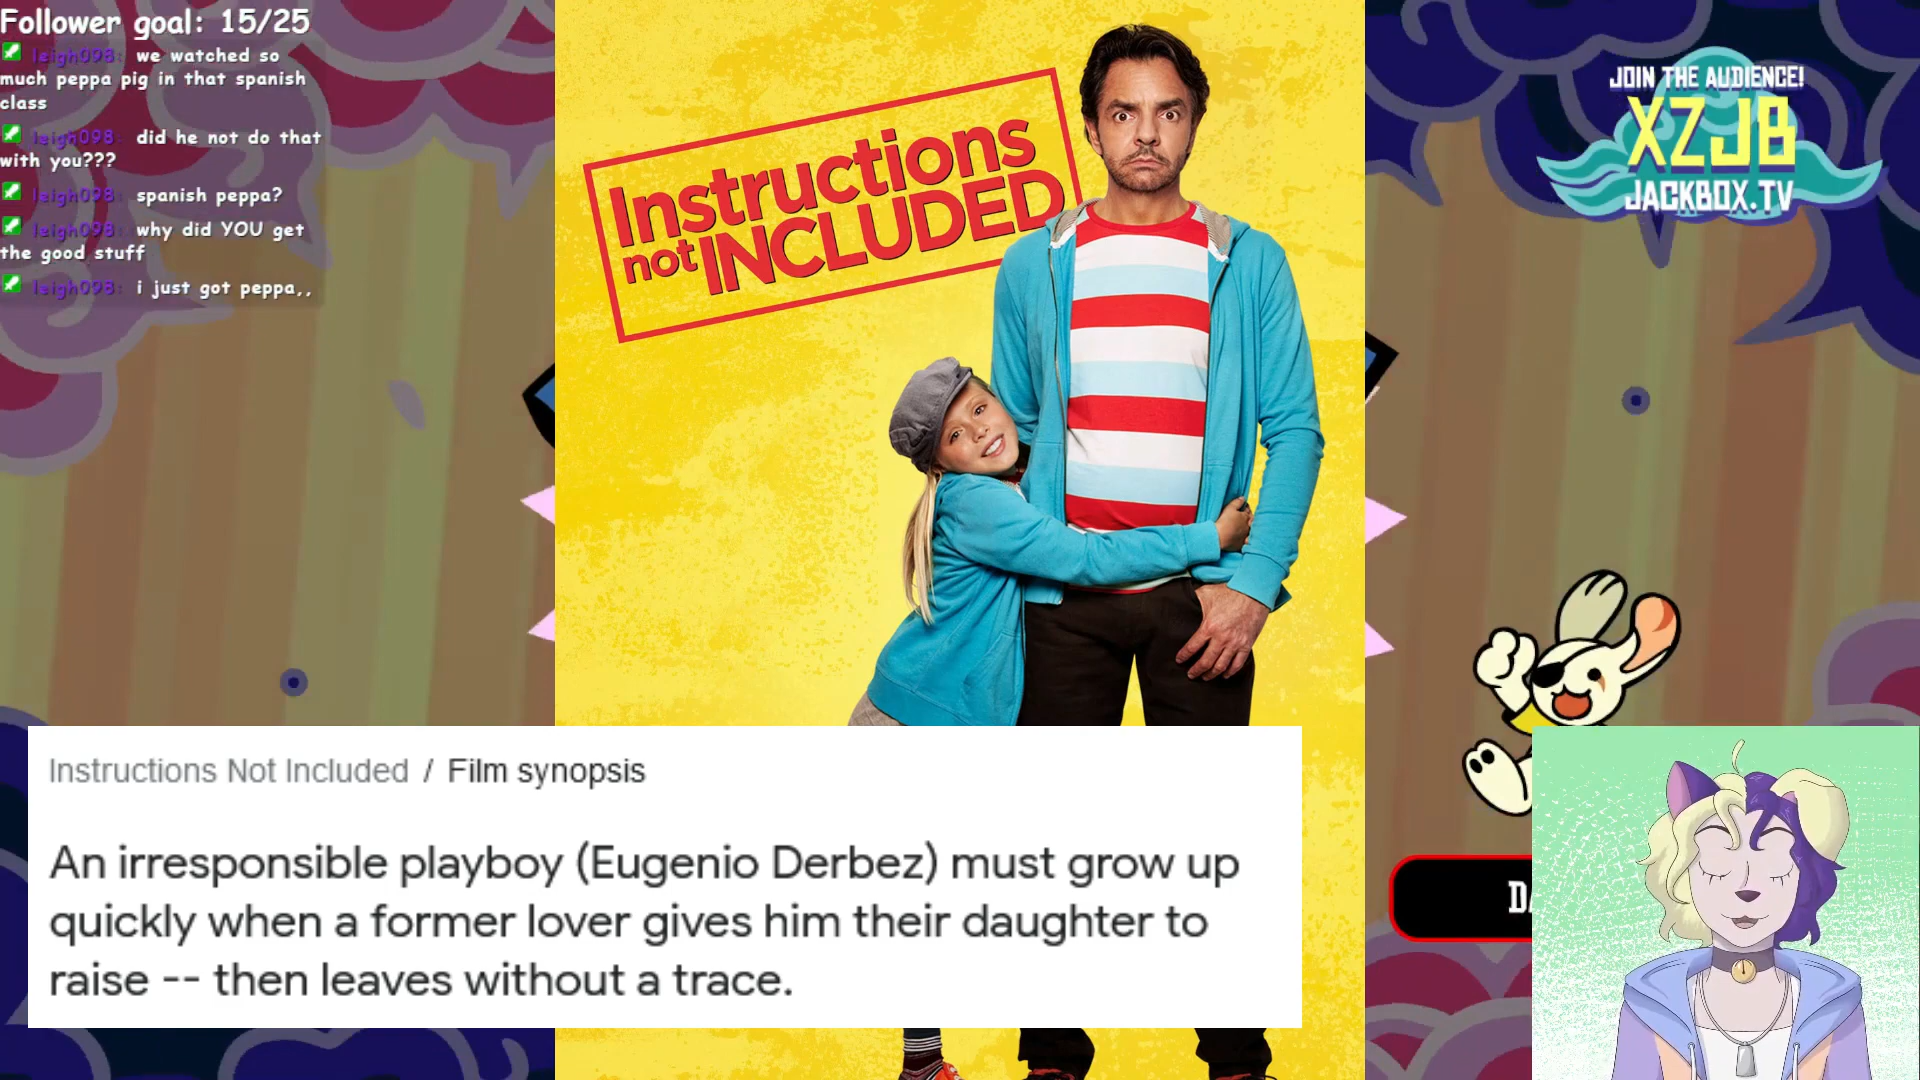 Follower goal: 15/25
leigh098: we watched so
much peppa pig in that spanish
class
leigh098: did he not do that
with you???
leigh098: spanish peppa?
leigh098: why did YOU get
the good stuff
leigh098: i just got peppa,,
Instructions
not INCLUDED
JOIN THE AUDIENCE!
XZJB
JACKBOX.TV
Instructions Not Included / Film synopsis
An irresponsible playboy (Eugenio Derbez) must grow up
quickly when a former lover gives him their daughter to
raise -- then leaves without a trace.